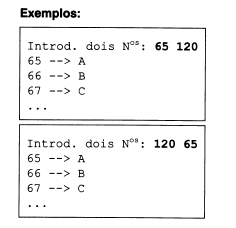 Exemplos:
Introd. dois Nºˢ: 65 120
65 --> A
66 --> B
67 --> C
...
Introd. dois Nºˢ: 120 65
65 --> A
66 --> B
67 --> C
...